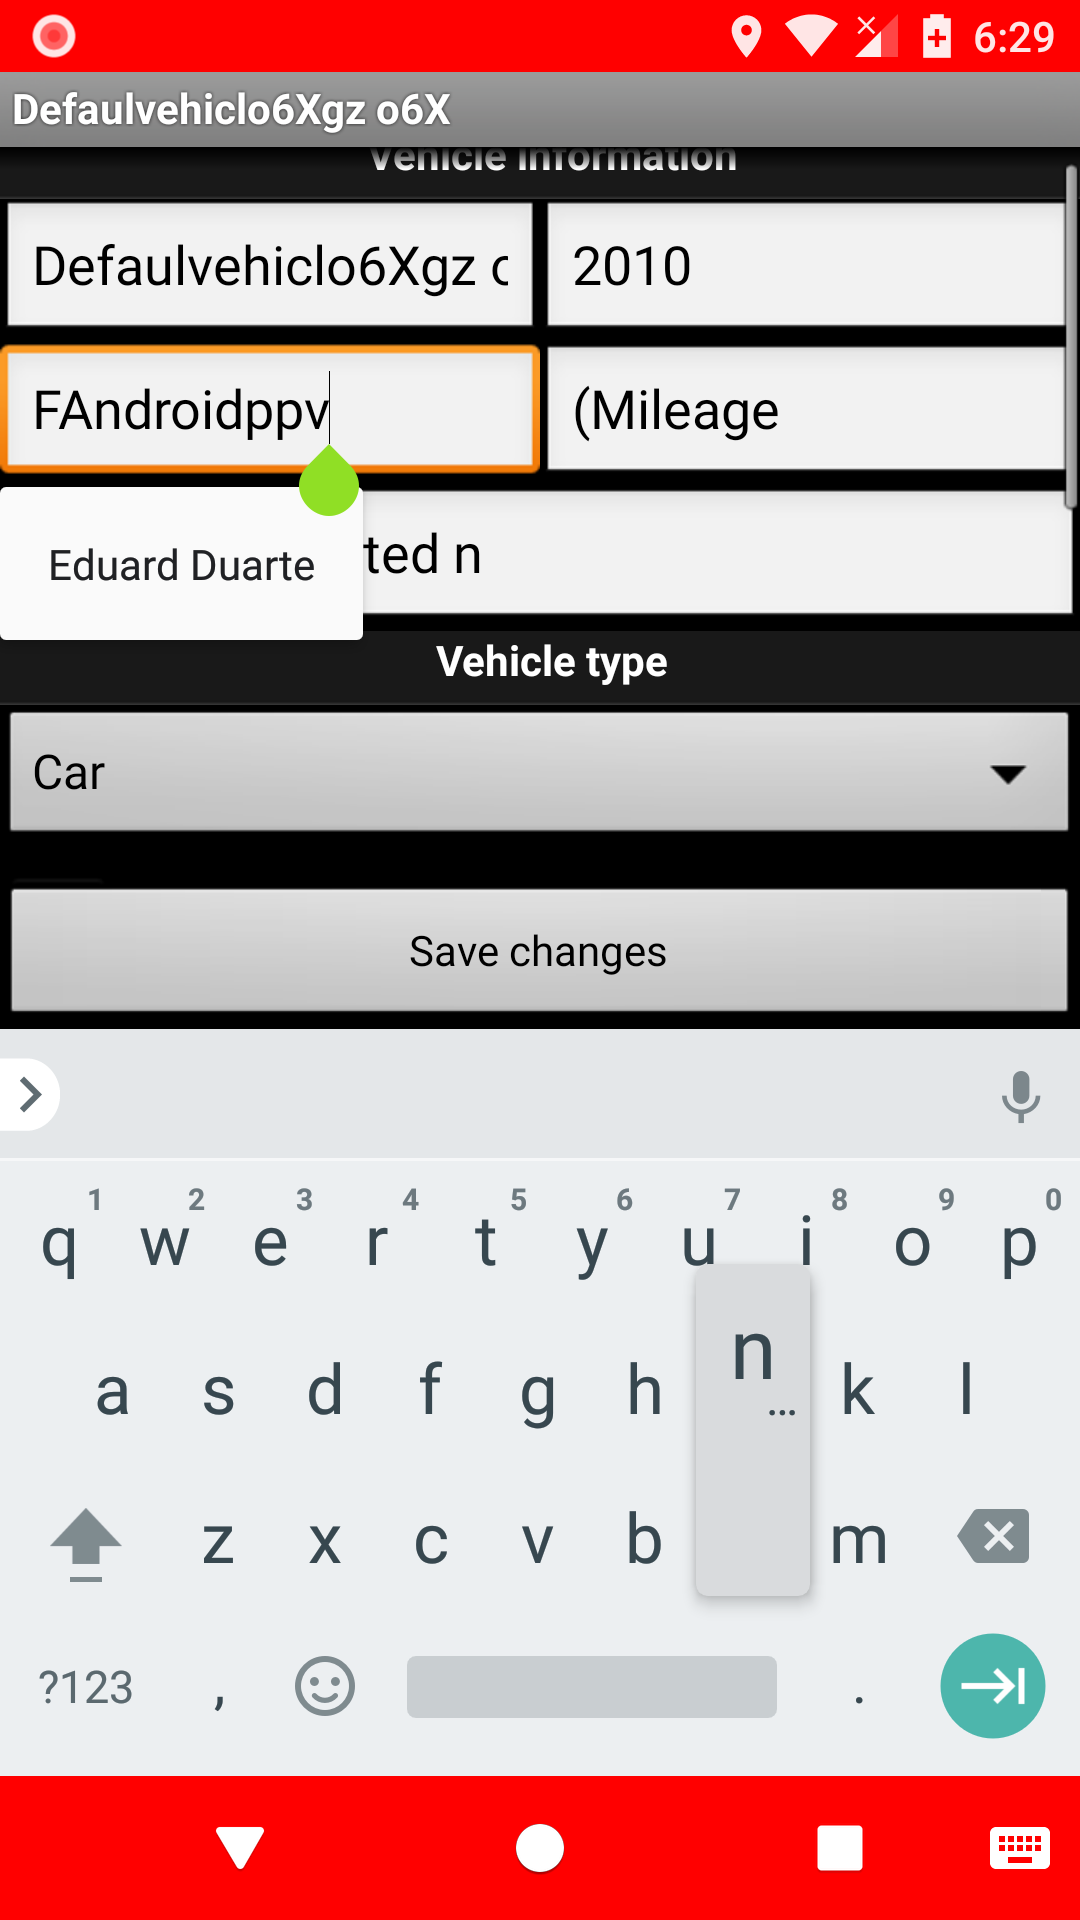 6:29
Defaulvehiclo6Xgz o6X
Vehicle information
Defaulvehiclo6Xgz
2010
FAndroidppv
(Mileage
ted n
Eduard Duarte
Vehicle type
Car
Save changes
1 2 3 4 5 6 7 8 9 0
q w e r t y u i o p
a s d f g h k l
n
...
z x c v b m
?123 , .